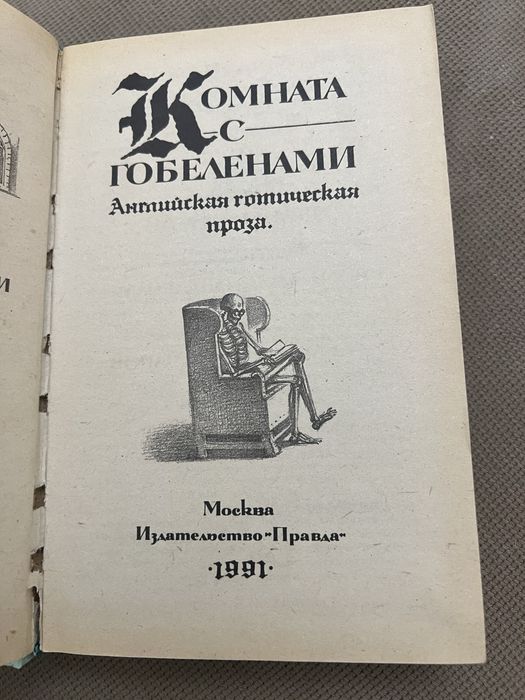 Комната
с
гобеленами
Английская готическая
проза.
Москва
Издательство "Правда"
·1991·
и